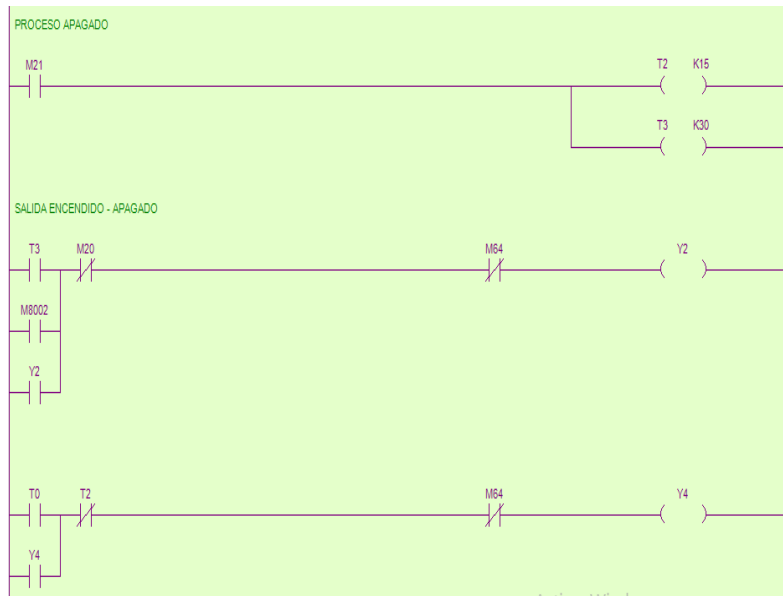 PROCESO APAGADO
M21
T2 K15
T3 K30
SALIDA ENCENDIDO - APAGADO
T3 M20 M64 Y2
M8002
Y2
T0 T2 M64 Y4
Y4